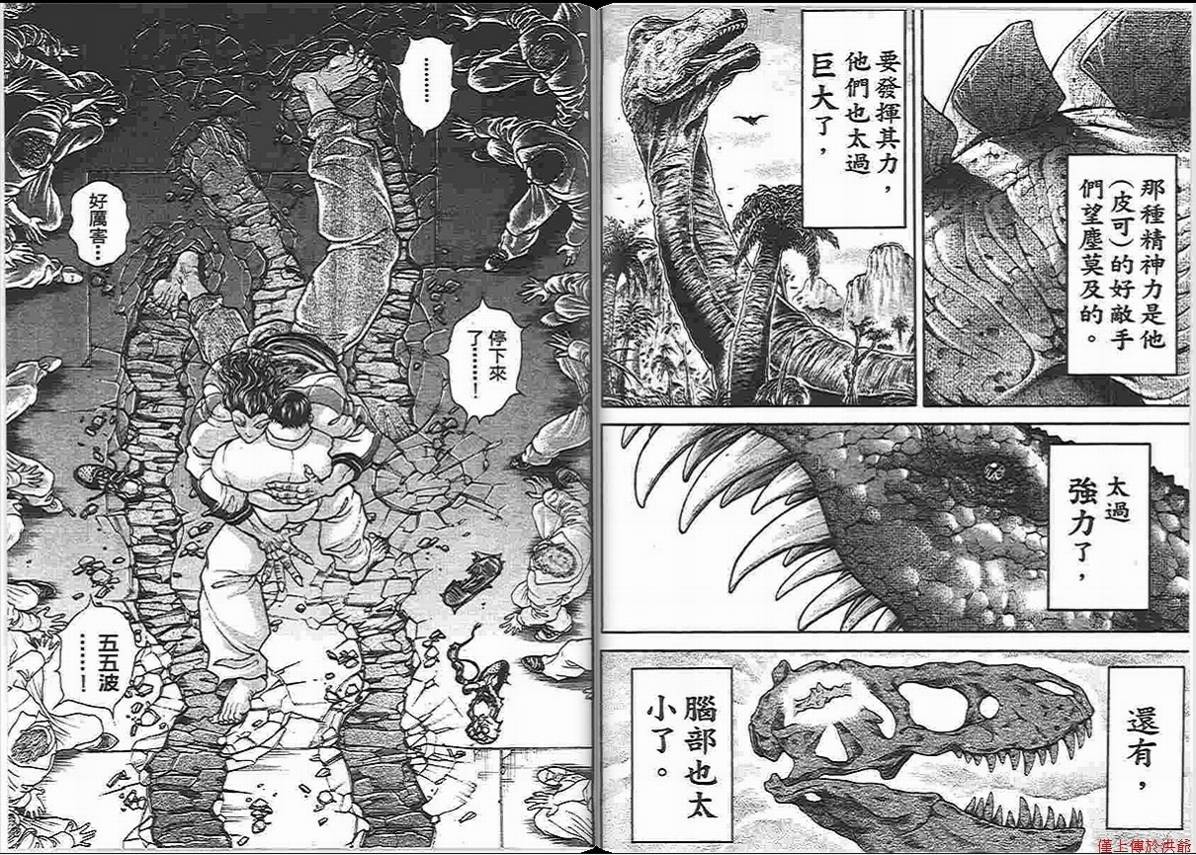 那種精神力是他
（皮可）的好敵手
們望塵莫及的。
要發揮其力，
他們也太過
巨大了，
太過
強力了，
還有，
腦部也太
小了。
………
好厲害…
停下來
了……！
五五波
……！
僅上傳於洪爺